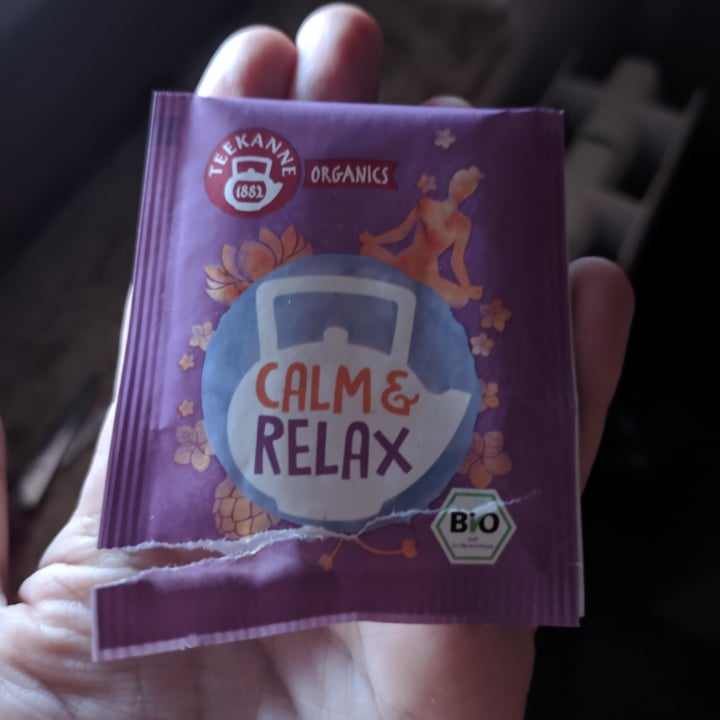 TEEKANNE
1882
ORGANICS
CALM &
RELAX
BiO